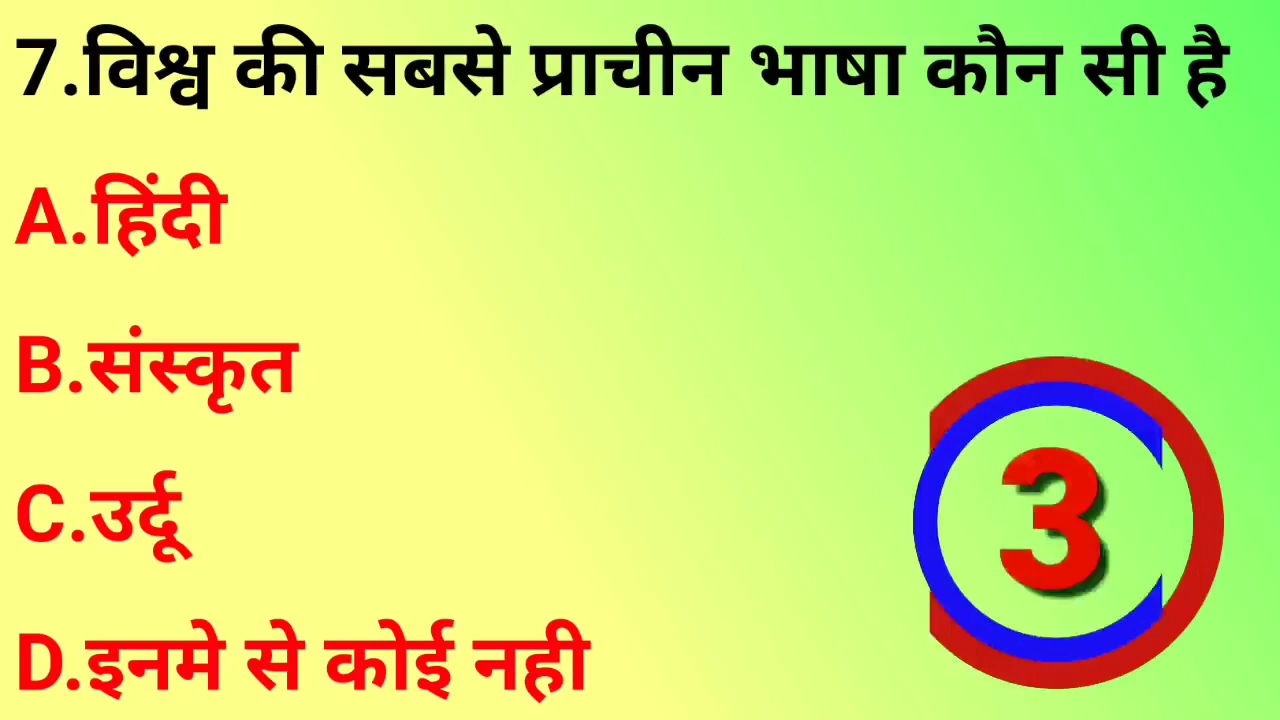 7.विश्व की सबसे प्राचीन भाषा कौन सी है
A.हिंदी
B.संस्कृत
C.उर्दू
D.इनमे से कोई नही
3